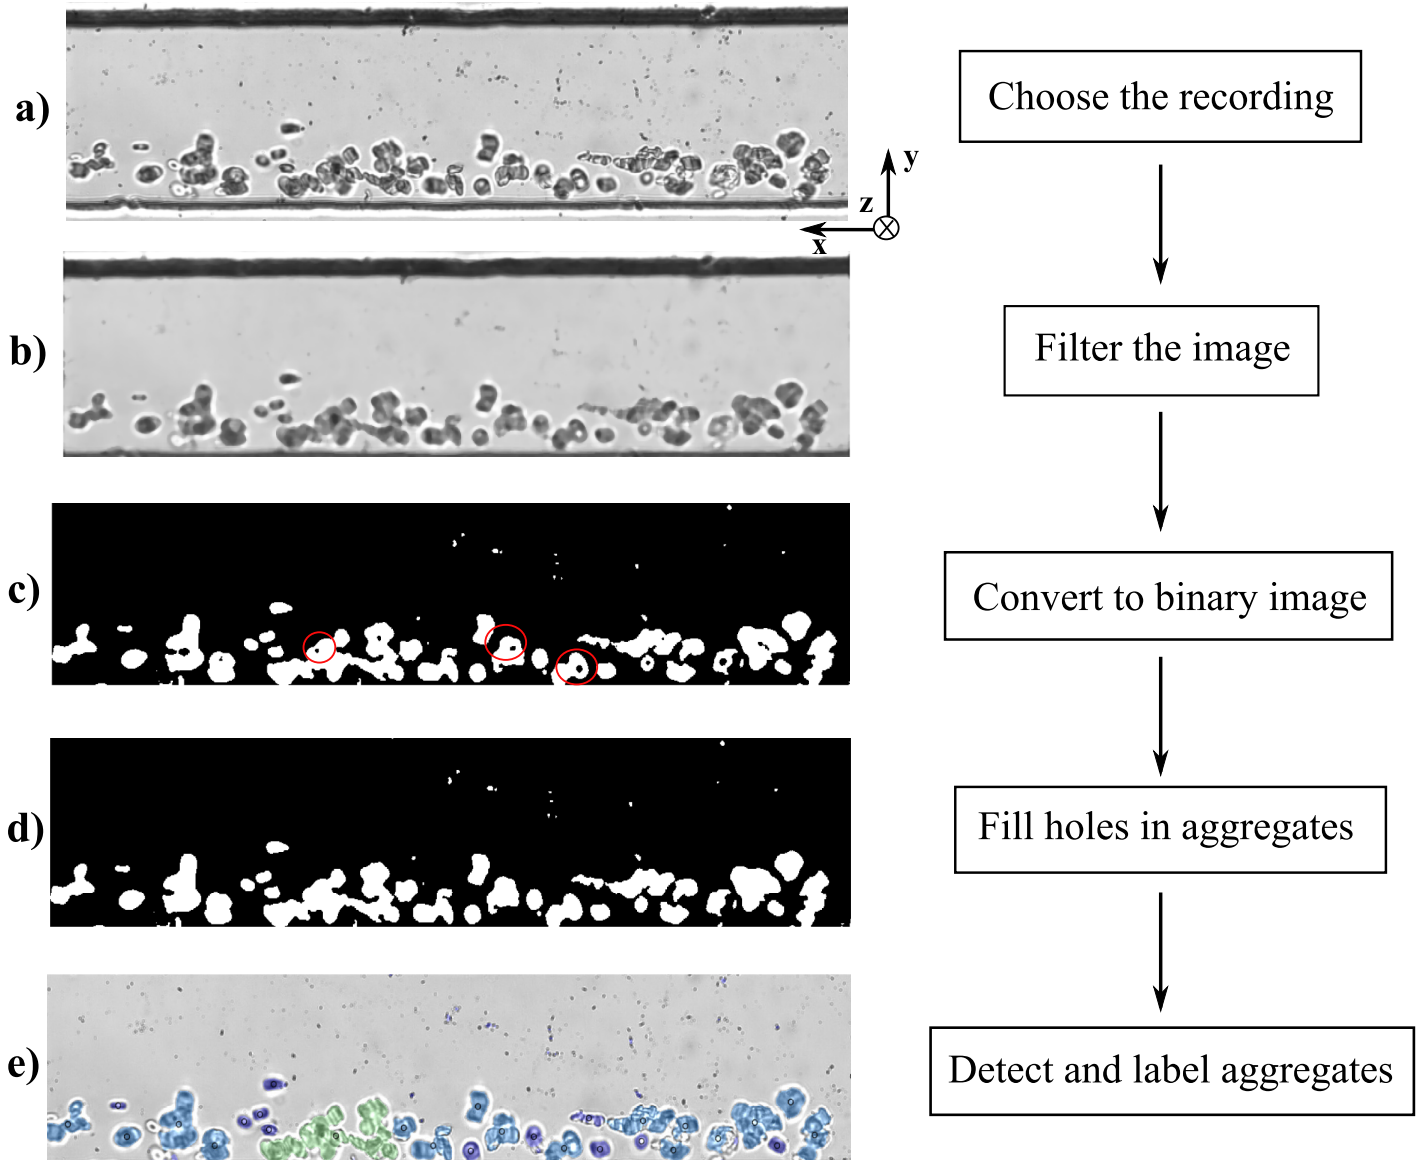 a)
Choose the recording
y
z
x
b)
Filter the image
c)
Convert to binary image
d)
Fill holes in aggregates
e)
Detect and label aggregates